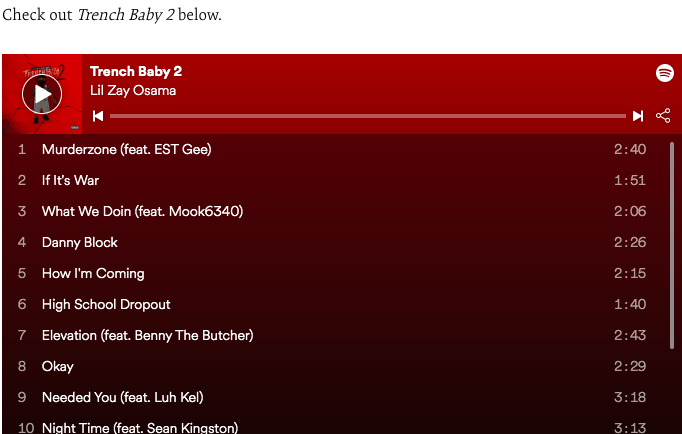 Check out Trench Baby 2 below.
Trench Baby 2
Lil Zay Osama
1 Murderzone (feat. EST Gee) 2:40
2 If It's War 1:51
3 What We Doin (feat. Mook6340) 2:06
4 Danny Block 2:26
5 How I'm Coming 2:15
6 High School Dropout 1:40
7 Elevation (feat. Benny The Butcher) 2:43
8 Okay 2:29
9 Needed You (feat. Luh Kel) 3:18
10 Night Time (feat. Sean Kingston) 3:13